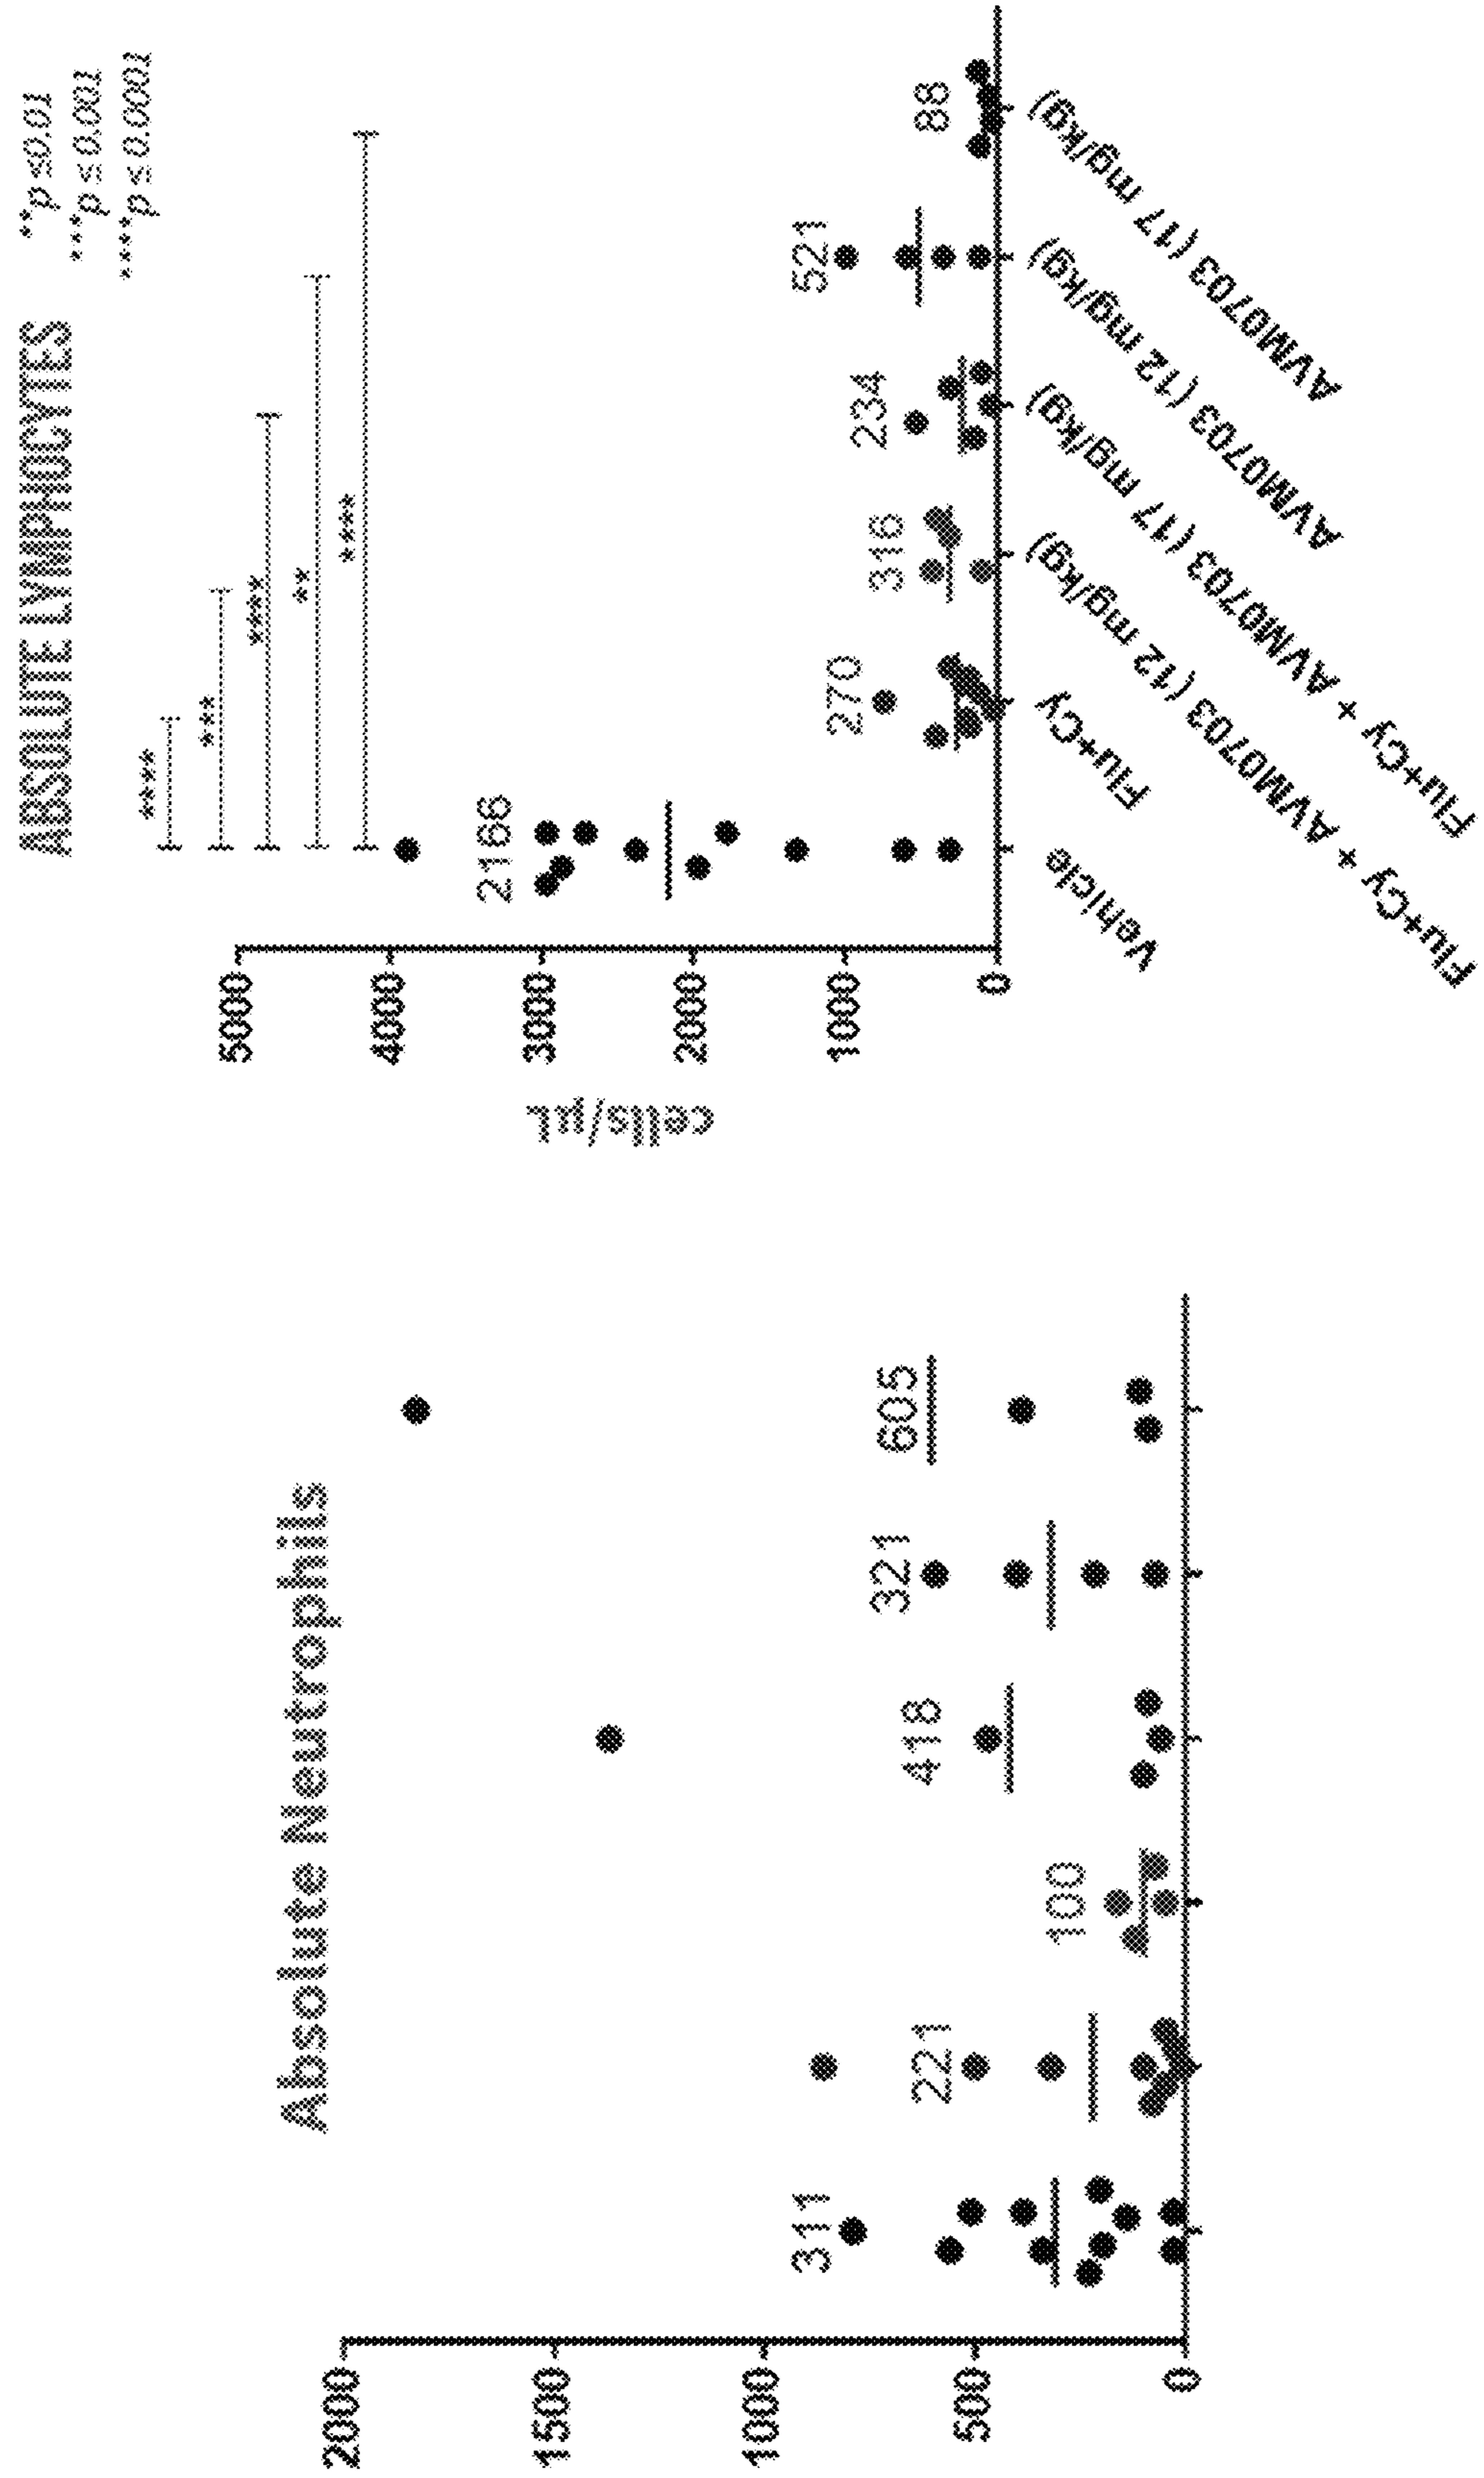 Absolute Neutrophils
2000
1500
1000
500
0
311
221
100
418
321
605
ABSOLUTE LYMPHOCYTES
**p ≤0.01
***p ≤ 0.001
****p ≤ 0.0001
****
***
****
**
****
cells/µL
5000
4000
3000
2000
1000
0
2166
270
316
234
521
88
Vehicle
Flu+Cy
Flu+Cy + AVM0703 (12 mg/kg)
Flu+Cy + AVM0703 (17 mg/kg)
AVM0703 (12 mg/kg)
AVM0703 (17 mg/kg)